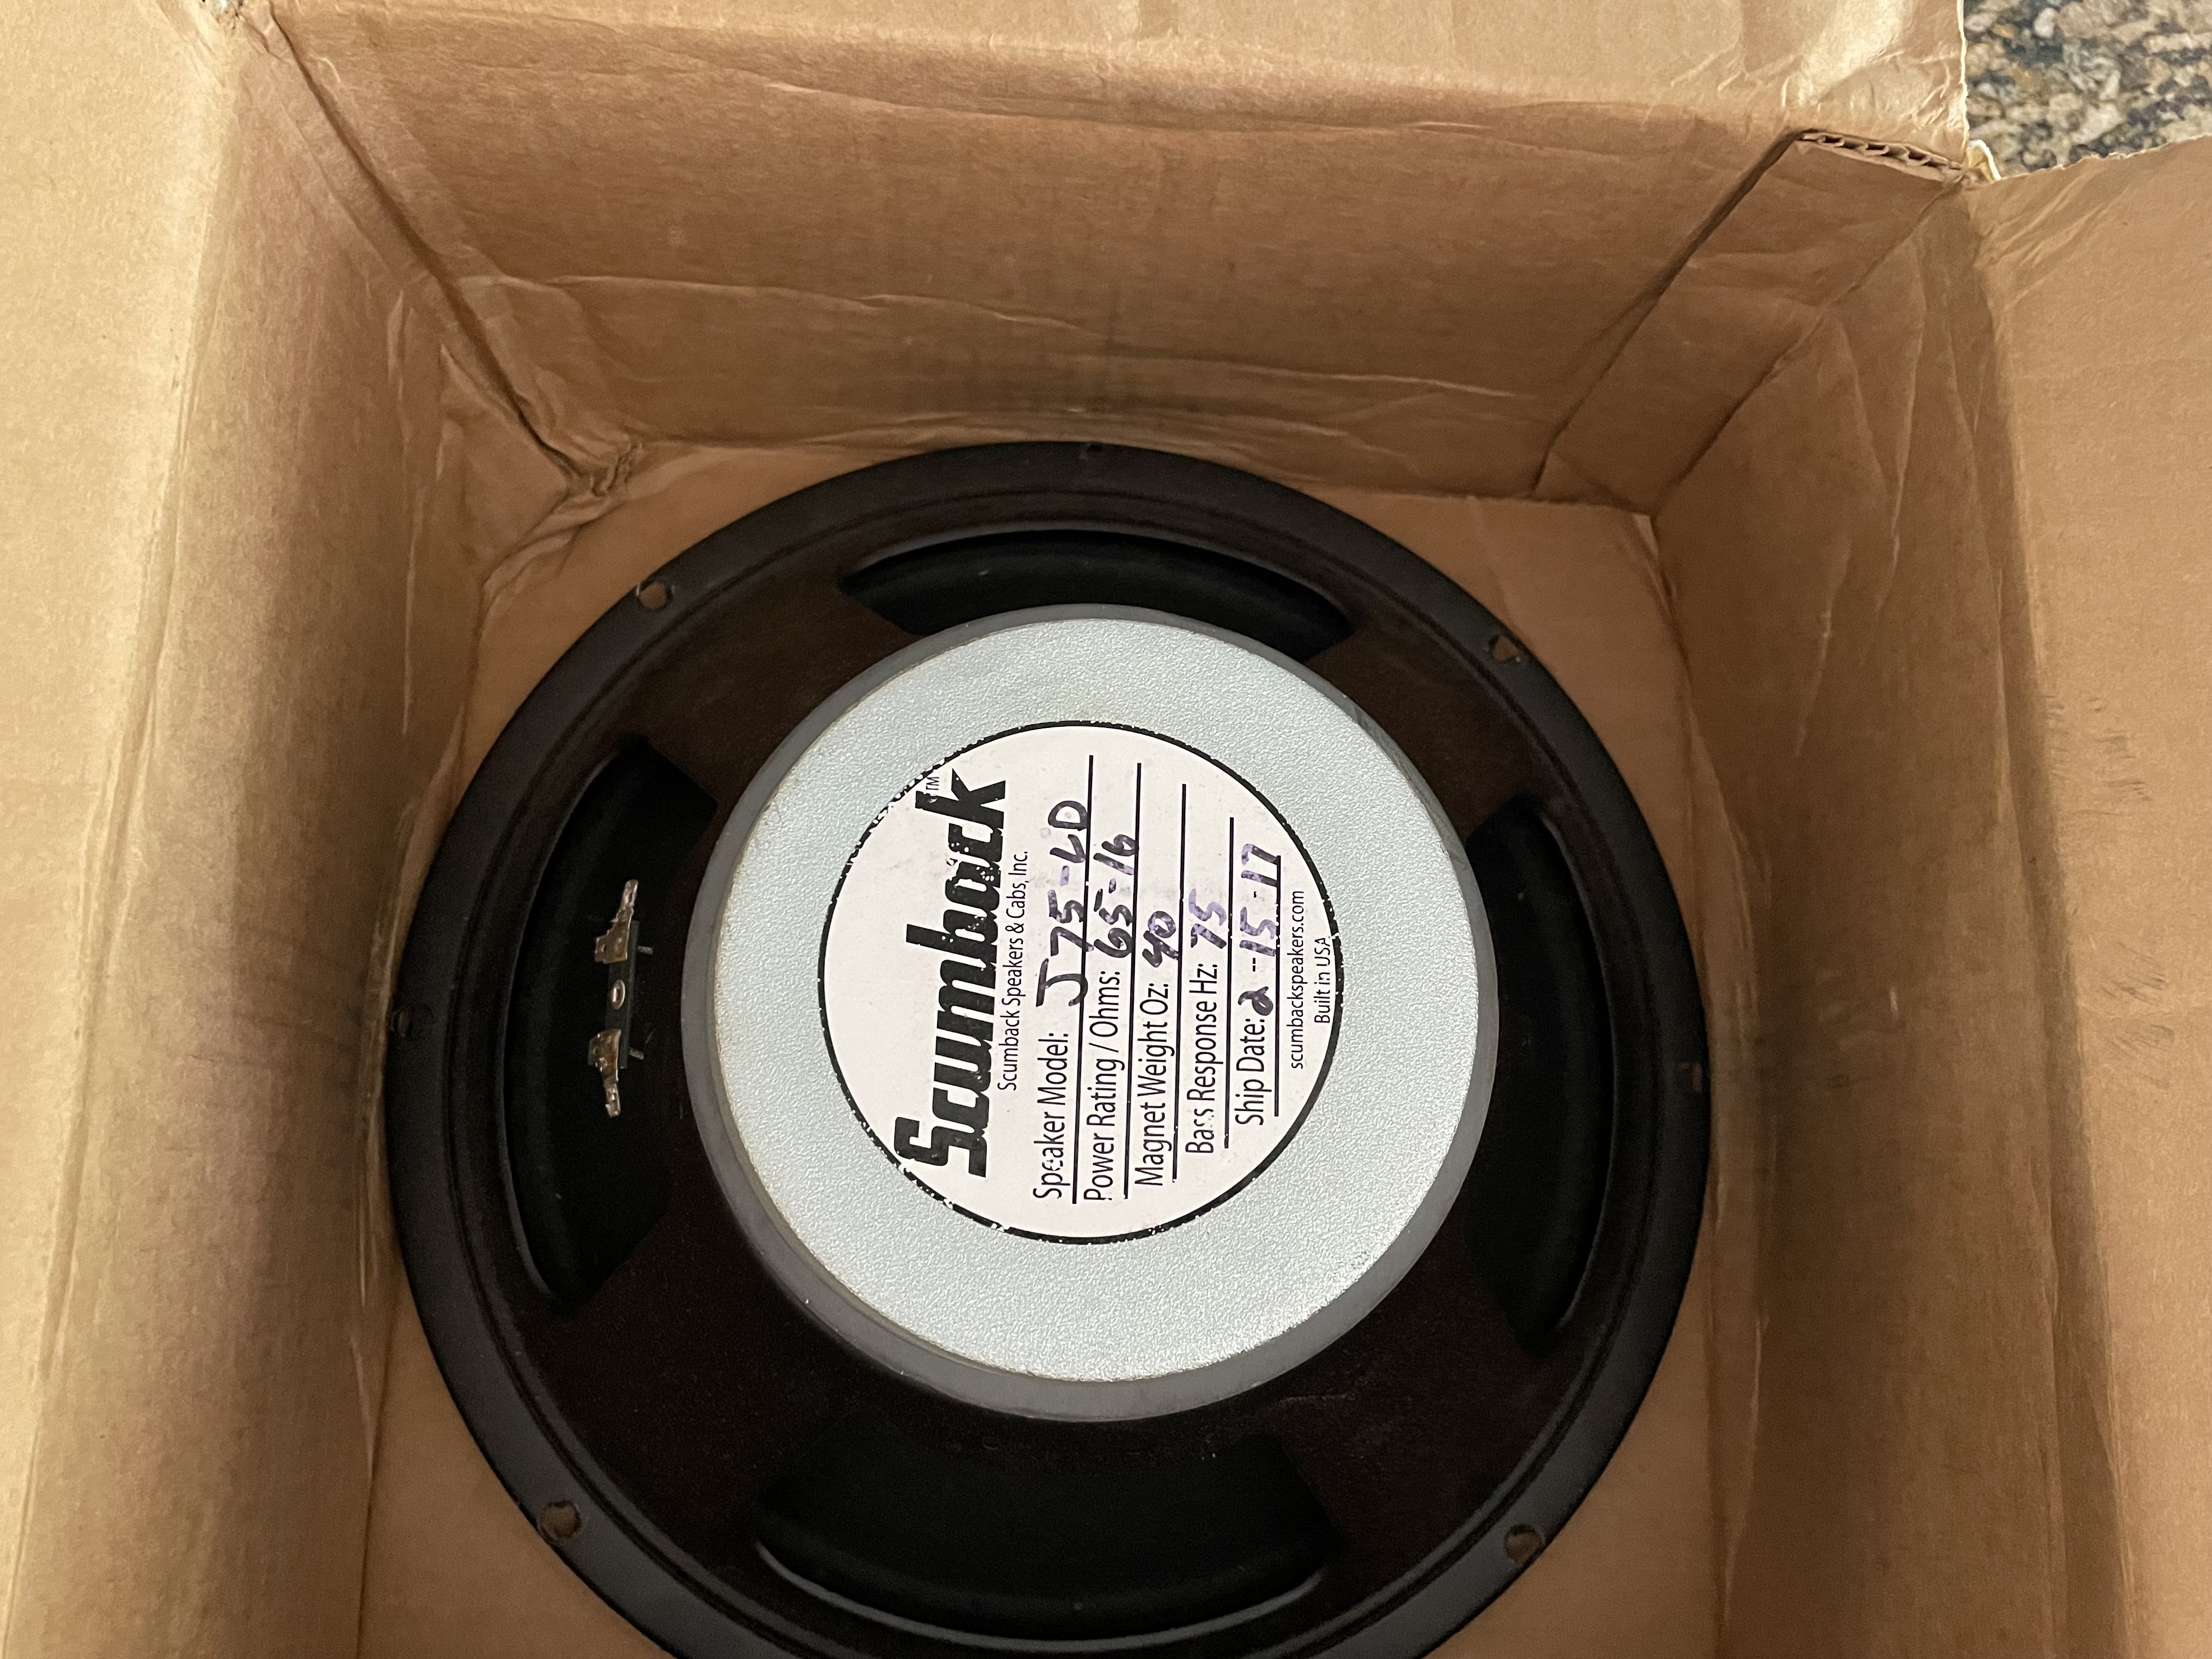 Scumback™
Scumback Speakers & Cabs, Inc.
Speaker Model: J75-LD
Power Rating / Ohms: 65-16
Magnet Weight Oz: 40
Bass Response Hz: 75
Ship Date: 2-15-17
scumbackspeakers.com
Built in USA